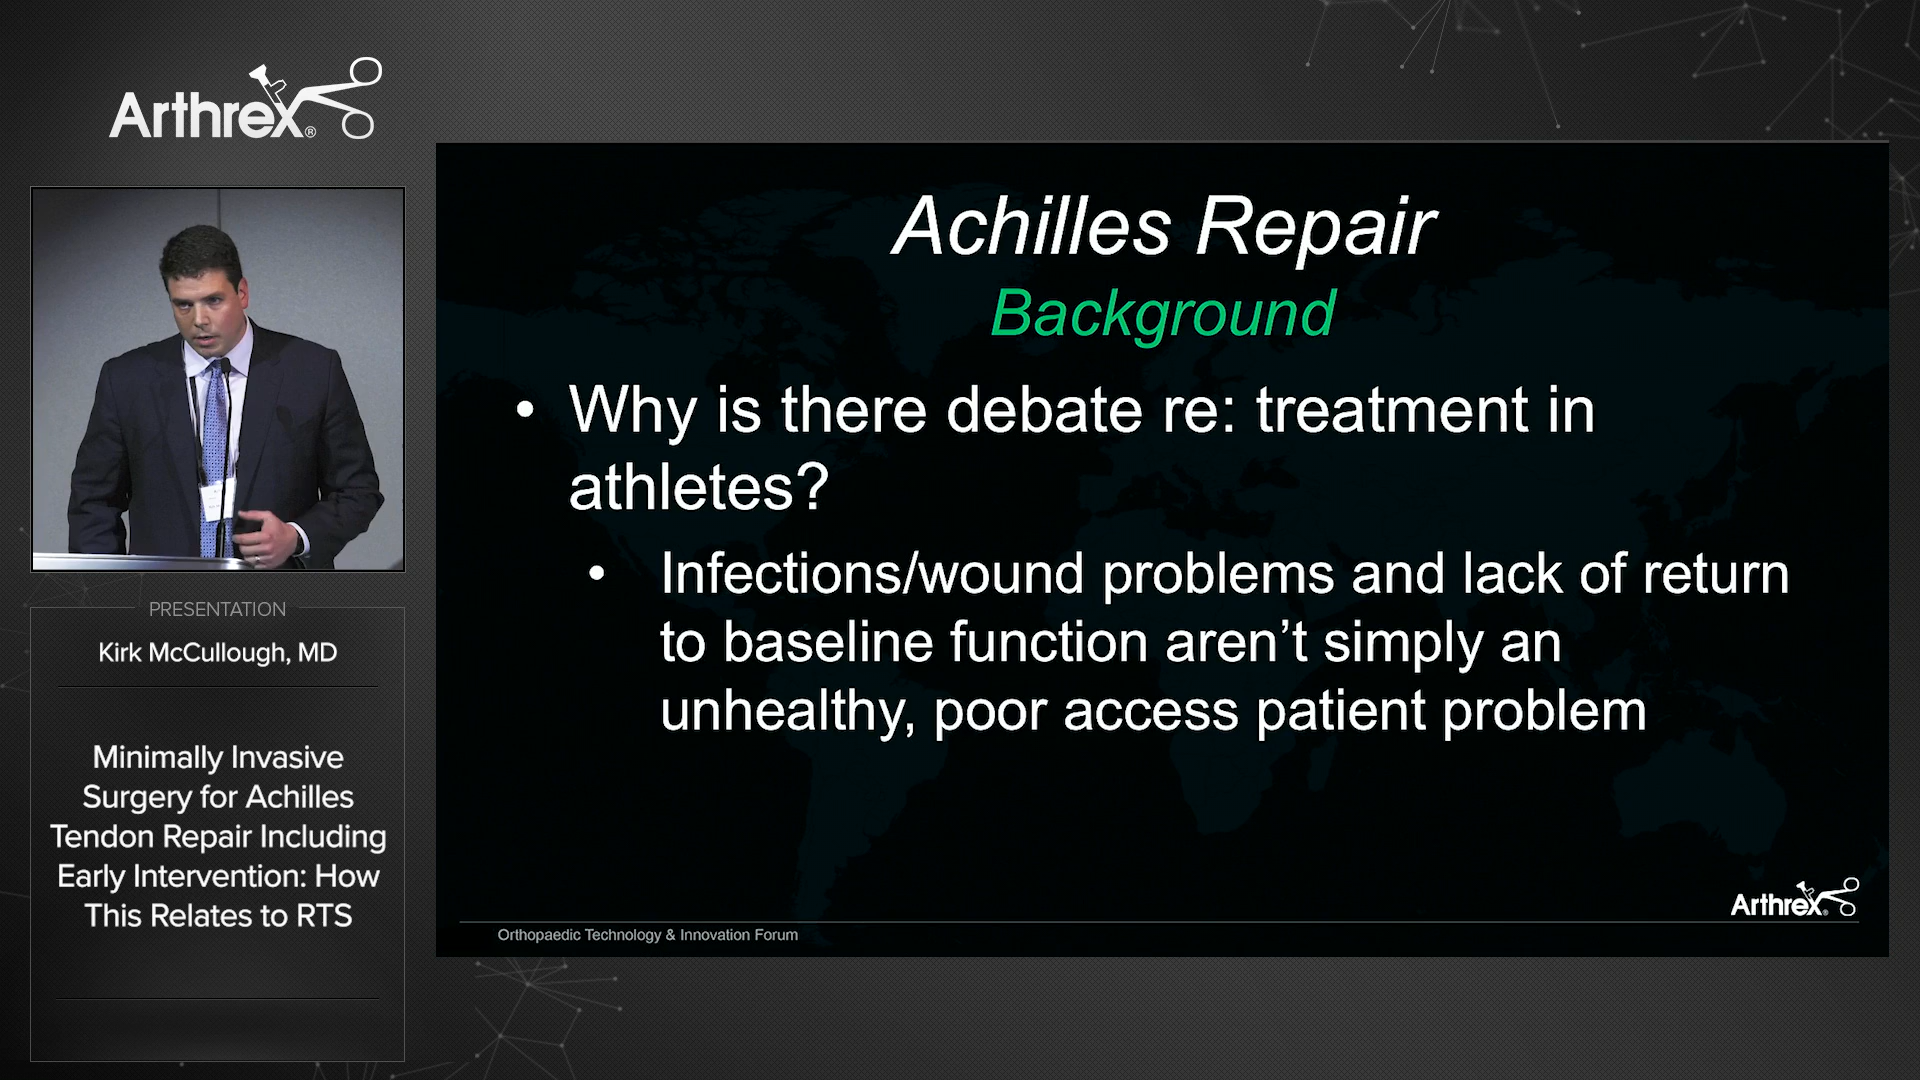 Arthrex®
PRESENTATION
Kirk McCullough, MD
Minimally Invasive
Surgery for Achilles
Tendon Repair Including
Early Intervention: How
This Relates to RTS
Achilles Repair
Background
• Why is there debate re: treatment in
athletes?
• Infections/wound problems and lack of return
to baseline function aren’t simply an
unhealthy, poor access patient problem
Arthrex®
Orthopaedic Technology & Innovation Forum